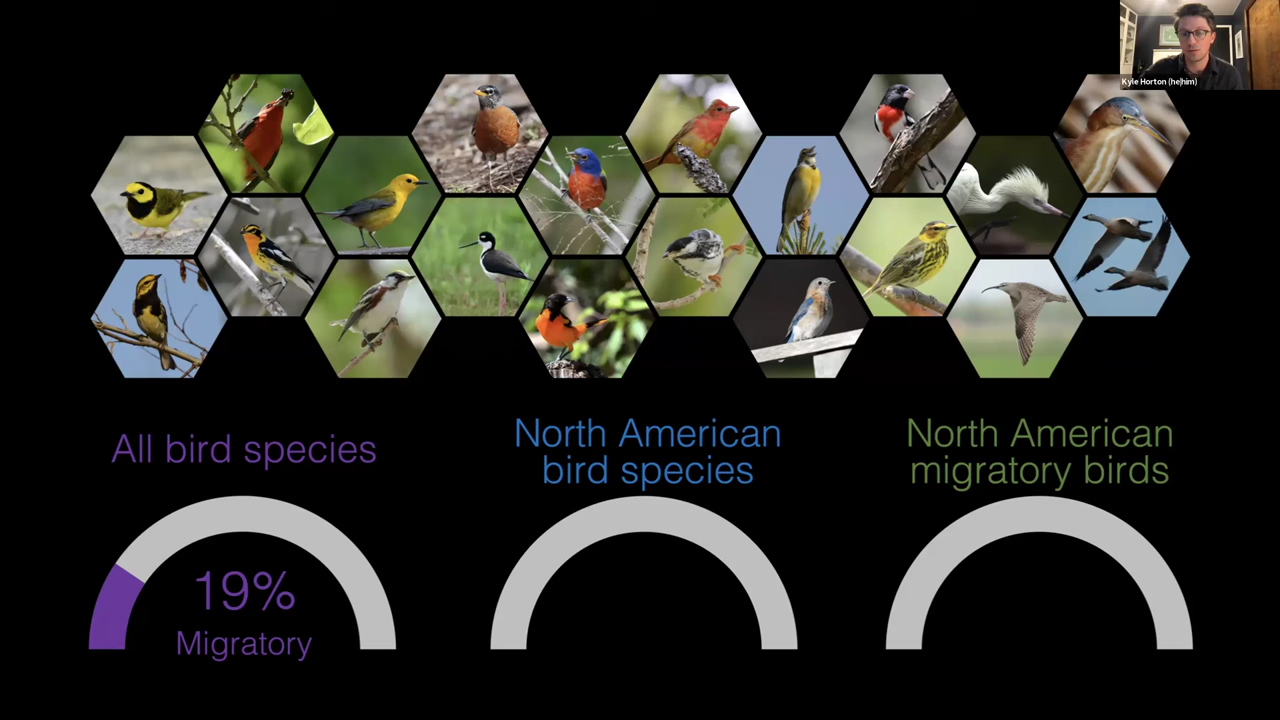 Kyle Horton (he|him)
All bird species
North American
bird species
North American
migratory birds
19%
Migratory